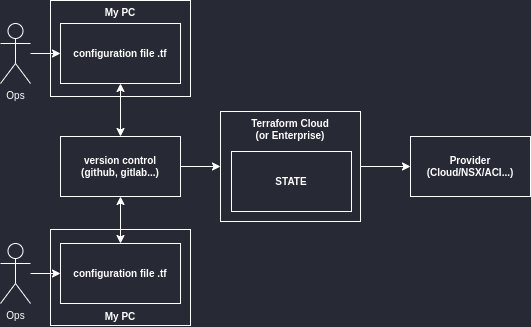 My PC
configuration file .tf
Ops
version control
(github, gitlab...)
Terraform Cloud
(or Enterprise)
STATE
Provider
(Cloud/NSX/ACI...)
configuration file .tf
Ops
My PC